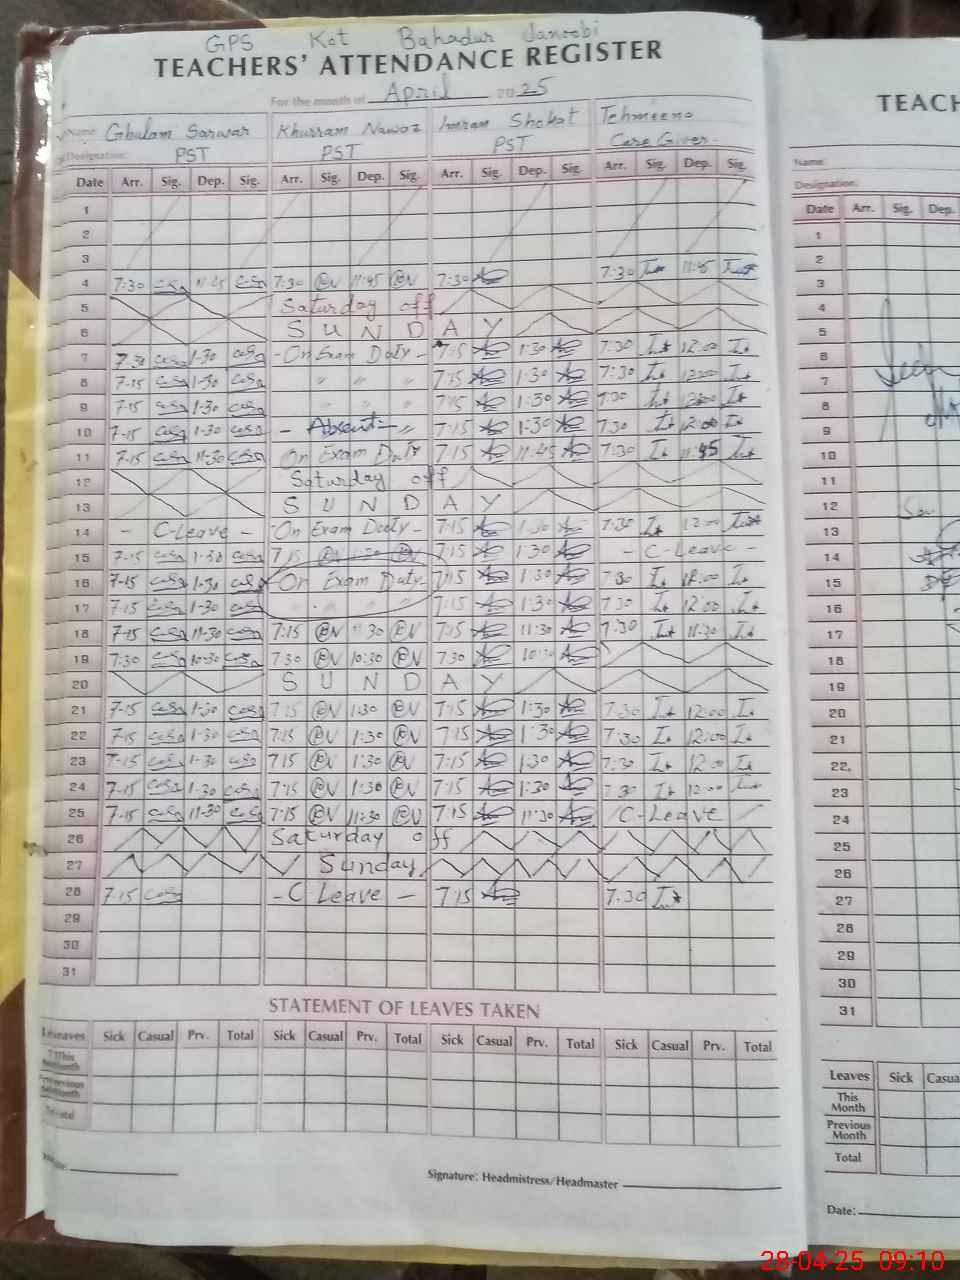 GPS Kot Bahadur Janoobi
TEACHERS' ATTENDANCE REGISTER
For the month of April 2025
Name: Ghulam Sarwar Khurram Nawaz Imran Shokat Tehmeena
Designation: PST PST PST Care Giver
Date Arr. Sig. Dep. Sig. Arr. Sig. Dep. Sig. Arr. Sig. Dep. Sig. Arr. Sig. Dep. Sig.
1
2
3
4 7:30 11:45 7:30 11:45 7:30 7:30 11:45
5 Saturday off
6 S U N D A Y
7 7-30 1-30 - On Exam Duty - 7:15 1:30 7:30 12:00
8 7-15 1-30 " " " 7:15 1:30 7:30 12:00
9 7-15 1-30 " " " 7:15 1:30 7:30 12:00
10 7-15 1-30 - Absent - " 7:15 1:30 7:30 12:00
11 7-15 11-30 On Exam Duty 7:15 11:45 7:30 11:45
12 Saturday off
13 S U N D A Y
14 - C-Leave - On Exam Duty - 7:15 1:30 7:30 12:00
15 7-15 1-30 7:15 1:30 7:15 1:30 - C-Leave -
16 7-15 1-30 On Exam Duty - 7:15 1:30 7:30 12:00
17 7-15 1-30 " " " 7:15 1:30 7:30 12:00
18 7-15 11-30 7:15 11:30 7:15 11:30 7:30 11:30
19 7:30 10-30 7:30 10:30 7:30 10:30
20 S U N D A Y
21 7-15 1-30 7:15 1:30 7:15 1:30 7:30 12:00
22 7-15 1-30 7:15 1:30 7:15 1:30 7:30 12:00
23 7-15 1-30 7:15 1:30 7:15 1:30 7:30 12:00
24 7-15 1-30 7:15 1:30 7:15 1:30 7:30 12:00
25 7-15 11-30 7:15 11:30 7:15 11:30 C-Leave
26 Saturday off
27 Sunday
28 7-15 - C Leave - 7:15 7:30
29
30
31
STATEMENT OF LEAVES TAKEN
Leaves Sick Casual Prv. Total Sick Casual Prv. Total Sick Casual Prv. Total Sick Casual Prv. Total
This Month
Previous Month
Total
Signature: Headmistress/Headmaster
TEACH
Name:
Designation:
Date Arr. Sig. Dep.
1
2
3
4
5
6
7
8
9
10
11
12
13
14
15
16
17
18
19
20
21
22
23
24
25
26
27
28
29
30
31
Leaves Sick Casua
This Month
Previous Month
Total
Date:
28-04-25 09:10